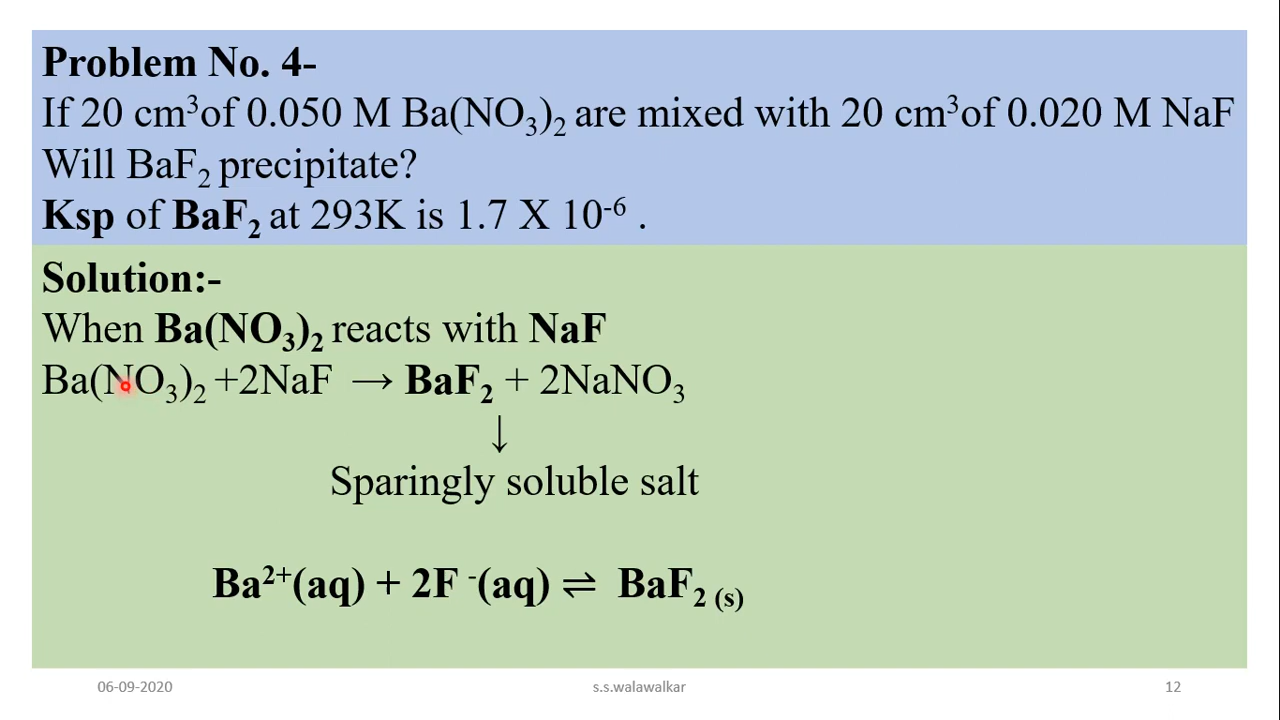 Problem No. 4-
If 20 cm³of 0.050 M Ba(NO₃)₂ are mixed with 20 cm³of 0.020 M NaF
Will BaF₂ precipitate?
Ksp of BaF₂ at 293K is 1.7 X 10⁻⁶ .
Solution:-
When Ba(NO₃)₂ reacts with NaF
Ba(NO₃)₂ +2NaF → BaF₂ + 2NaNO₃
↓
Sparingly soluble salt
Ba²⁺(aq) + 2F ⁻(aq) ⇌ BaF₂ ₍s₎
06-09-2020 s.s.walawalkar 12